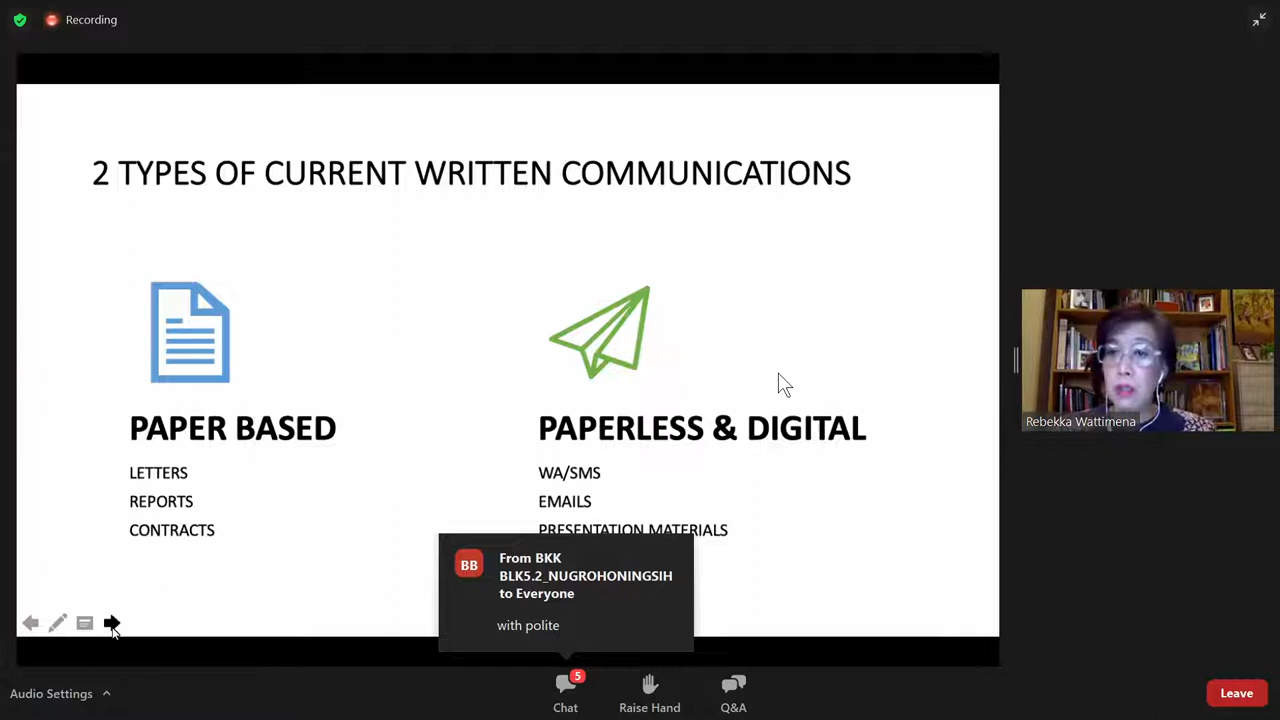 Recording
2 TYPES OF CURRENT WRITTEN COMMUNICATIONS
PAPER BASED
LETTERS
REPORTS
CONTRACTS
PAPERLESS & DIGITAL
WA/SMS
EMAILS
PRESENTATION MATERIALS
Rebekka Wattimena
BB
From BKK
BLK5.2_NUGROHONINGSIH
to Everyone
with polite
Audio Settings
5
Chat
Raise Hand
Q&A
Leave